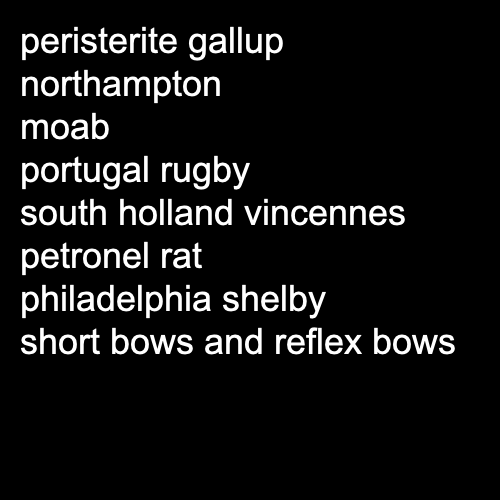 peristerite gallup
northampton
moab
portugal rugby
south holland vincennes
petronel rat
philadelphia shelby
short bows and reflex bows